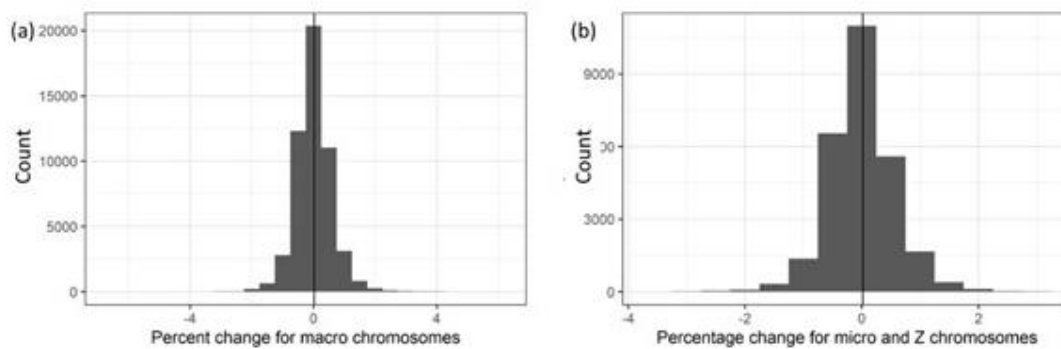 (a)
20000
15000
10000
5000
0
Count
-4
0
4
Percent change for macro chromosomes
(b)
9000
3000
0
Count
-4
-2
0
2
Percentage change for micro and Z chromosomes